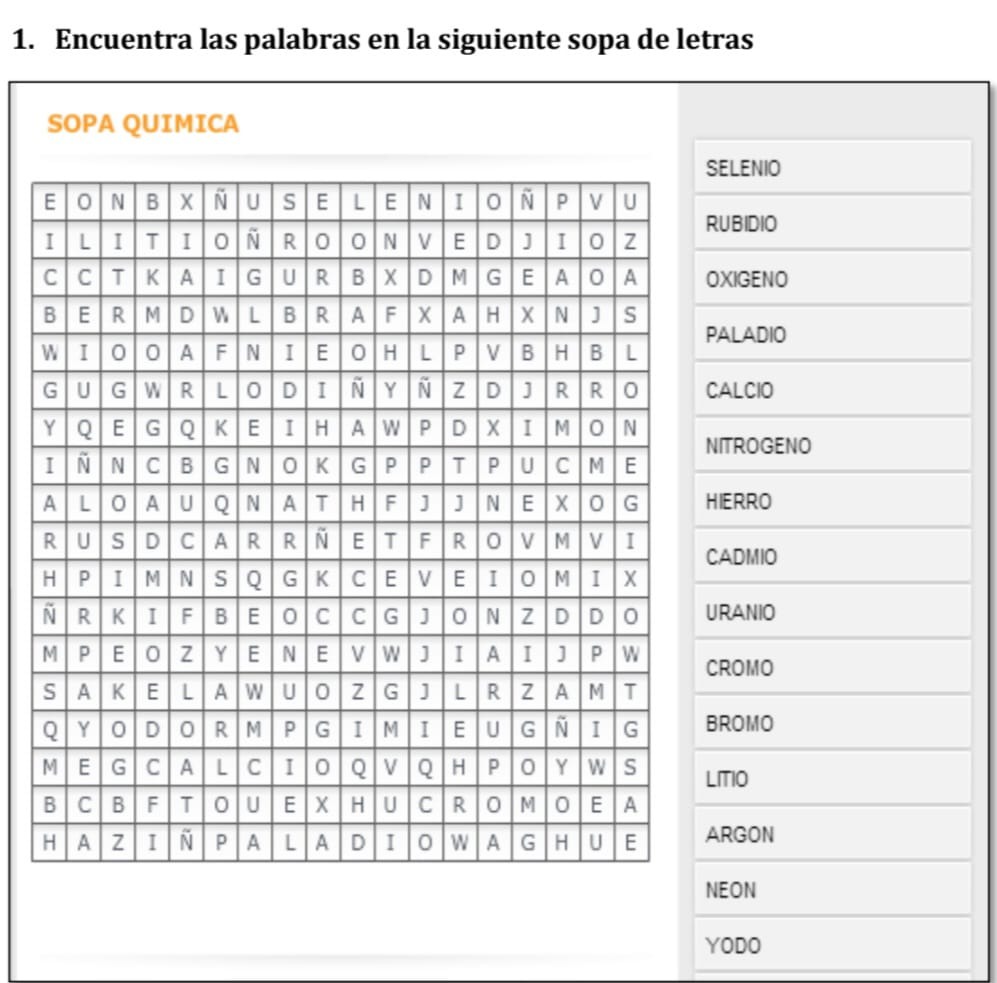 1. Encuentra las palabras en la siguiente sopa de letras
SOPA QUIMICA
E O N B X Ñ U S E L E N I O Ñ P V U
I L I T I O Ñ R O O N V E D J I O Z
C C T K A I G U R B X D M G E A O A
B E R M D W L B R A F X A H X N J S
W I O O A F N I E O H L P V B H B L
G U G W R L O D I Ñ Y Ñ Z D J R R O
Y Q E G Q K E I H A W P D X I M O N
I Ñ N C B G N O K G P P T P U C M E
A L O A U Q N A T H F J J N E X O G
R U S D C A R R Ñ E T F R O V M V I
H P I M N S Q G K C E V E I O M I X
Ñ R K I F B E O C C G J O N Z D D O
M P E O Z Y E N E V W J I A I J P W
S A K E L A W U O Z G J L R Z A M T
Q Y O D O R M P G I M I E U G Ñ I G
M E G C A L C I O Q V Q H P O Y W S
B C B F T O U E X H U C R O M O E A
H A Z I Ñ P A L A D I O W A G H U E
SELENIO
RUBIDIO
OXIGENO
PALADIO
CALCIO
NITROGENO
HIERRO
CADMIO
URANIO
CROMO
BROMO
LITIO
ARGON
NEON
YODO